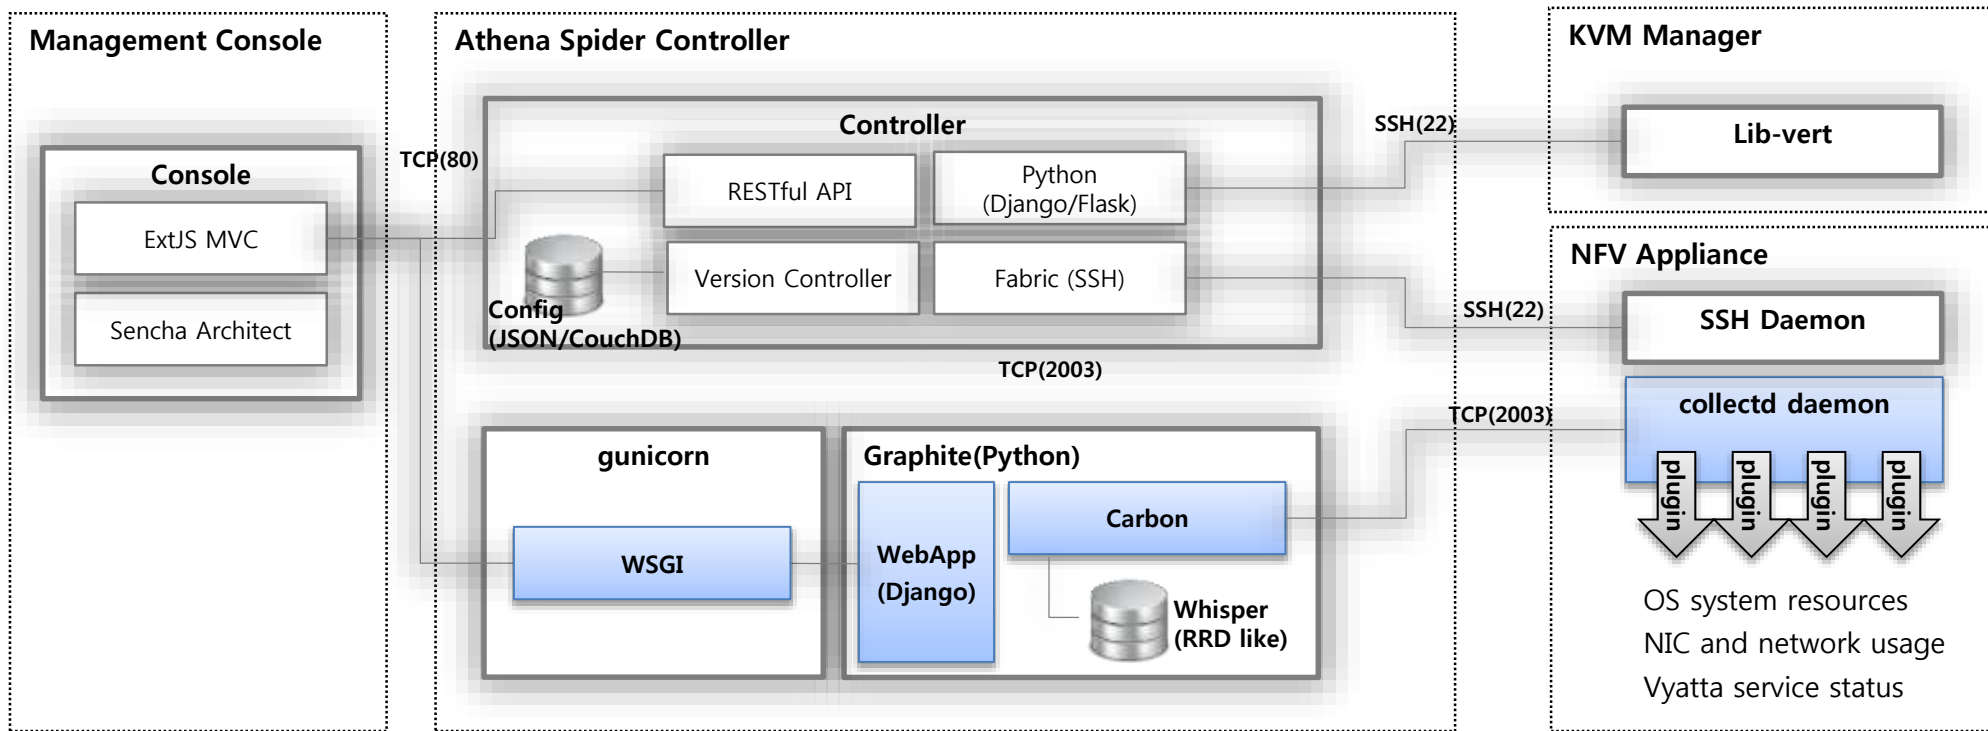 Management Console
Console
ExtJS MVC
Sencha Architect
TCP(80)
Athena Spider Controller
Controller
RESTful API
Python
(Django/Flask)
Version Controller
Fabric (SSH)
Config
(JSON/CouchDB)
TCP(2003)
gunicorn
WSGI
Graphite(Python)
WebApp
(Django)
Carbon
Whisper
(RRD like)
SSH(22)
SSH(22)
TCP(2003)
KVM Manager
Lib-vert
NFV Appliance
SSH Daemon
collectd daemon
plugin
plugin
plugin
plugin
OS system resources
NIC and network usage
Vyatta service status